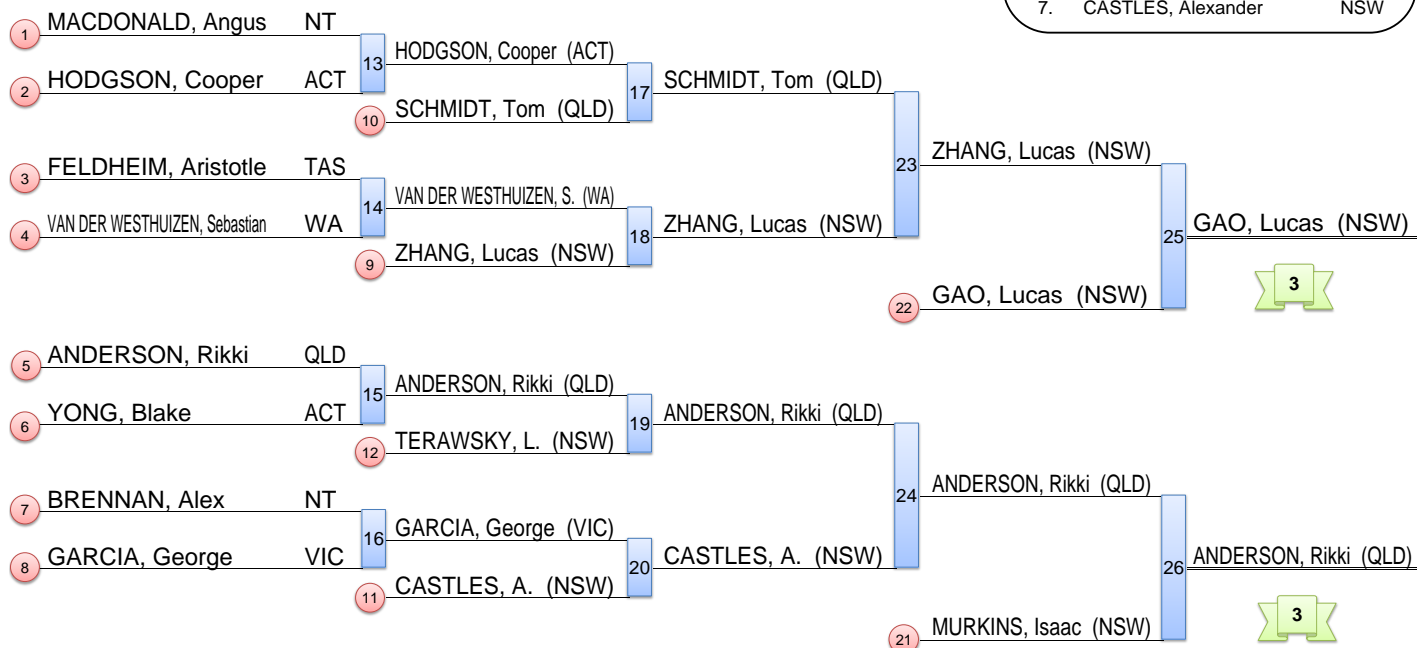 7. CASTLES, Alexander NSW
1 MACDONALD, Angus NT
13 HODGSON, Cooper (ACT)
2 HODGSON, Cooper ACT
17 SCHMIDT, Tom (QLD)
10 SCHMIDT, Tom (QLD)
23 ZHANG, Lucas (NSW)
3 FELDHEIM, Aristotle TAS
14 VAN DER WESTHUIZEN, S. (WA)
4 VAN DER WESTHUIZEN, Sebastian WA
18 ZHANG, Lucas (NSW)
9 ZHANG, Lucas (NSW)
25 GAO, Lucas (NSW)
3
22 GAO, Lucas (NSW)
5 ANDERSON, Rikki QLD
15 ANDERSON, Rikki (QLD)
6 YONG, Blake ACT
19 ANDERSON, Rikki (QLD)
12 TERAWSKY, L. (NSW)
24 ANDERSON, Rikki (QLD)
7 BRENNAN, Alex NT
16 GARCIA, George (VIC)
8 GARCIA, George VIC
20 CASTLES, A. (NSW)
11 CASTLES, A. (NSW)
26 ANDERSON, Rikki (QLD)
3
21 MURKINS, Isaac (NSW)